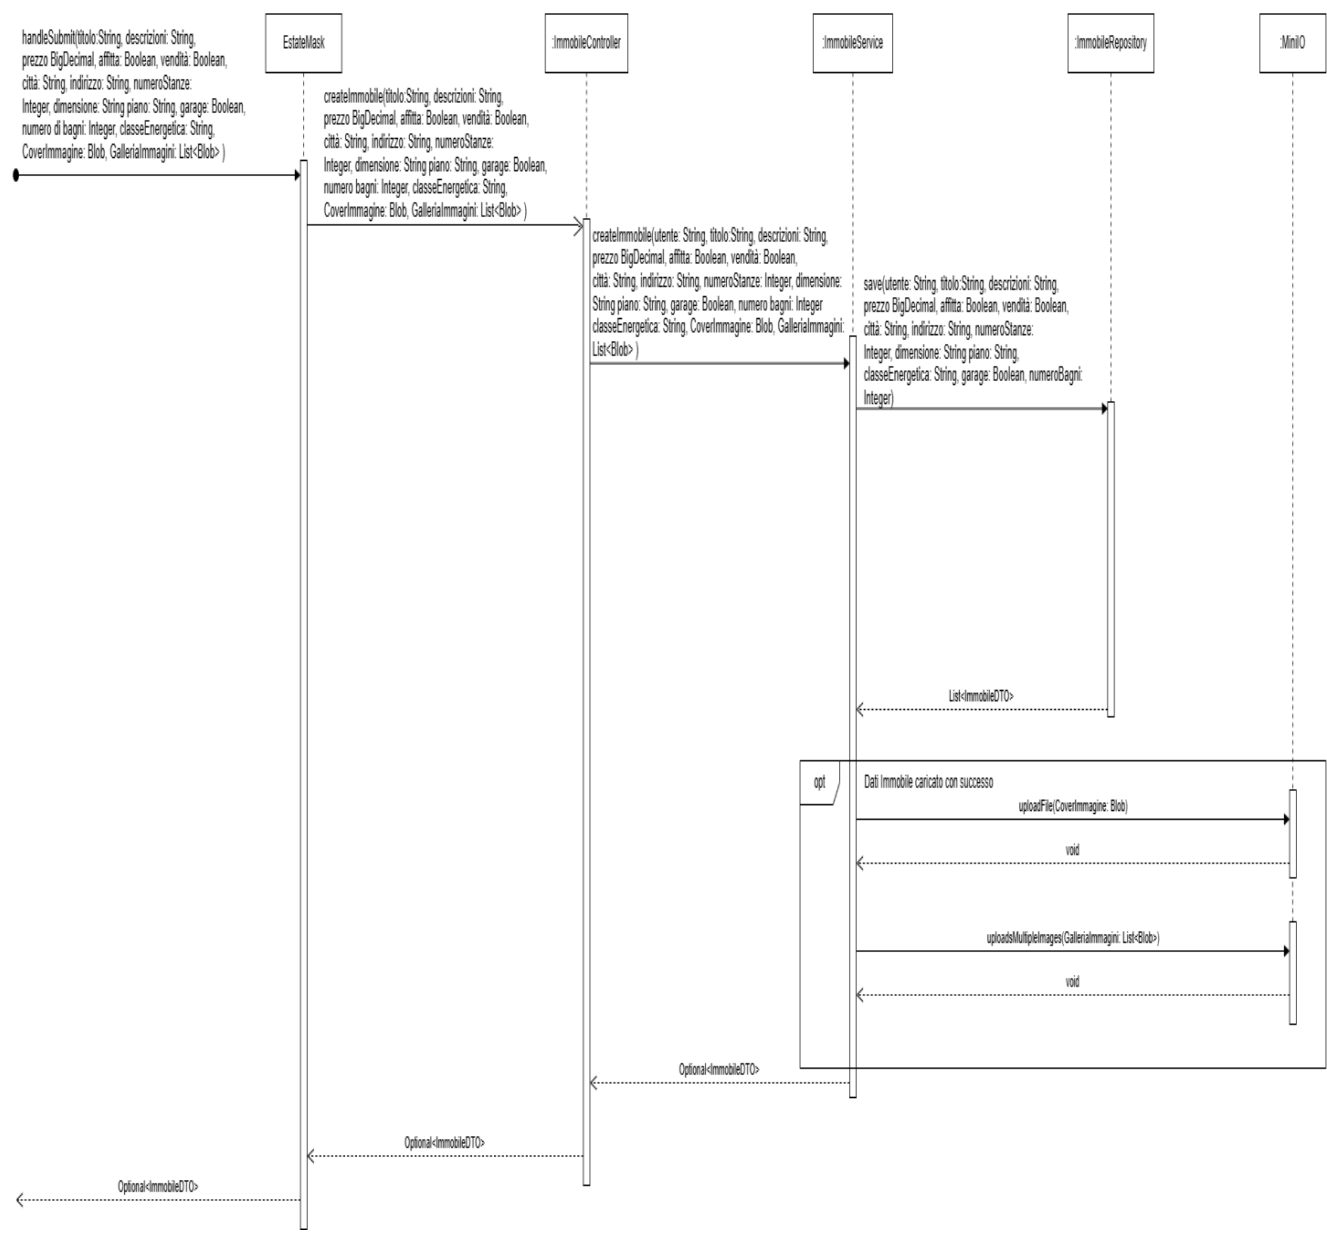 handleSubmit(titolo:String, descrizioni: String,
prezzo BigDecimal, affitta: Boolean, vendità: Boolean,
città: String, indirizzo: String, numeroStanze:
Integer, dimensione: String piano: String, garage: Boolean,
numero di bagni: Integer, classeEnergetica: String,
CoverImmagine: Blob, GalleriaImmagini: List<Blob> )
EstateMask
:ImmobileController
:ImmobileService
:ImmobileRepository
:MiniIO
createImmobile(titolo:String, descrizioni: String,
prezzo BigDecimal, affitta: Boolean, vendità: Boolean,
città: String, indirizzo: String, numeroStanze:
Integer, dimensione: String piano: String, garage: Boolean,
numero bagni: Integer, classeEnergetica: String,
CoverImmagine: Blob, GalleriaImmagini: List<Blob> )
createImmobile(utente: String, titolo:String, descrizioni: String,
prezzo BigDecimal, affitta: Boolean, vendità: Boolean,
città: String, indirizzo: String, numeroStanze: Integer, dimensione:
String piano: String, garage: Boolean, numero bagni: Integer
classeEnergetica: String, CoverImmagine: Blob, GalleriaImmagini:
List<Blob> )
save(utente: String, titolo:String, descrizioni: String,
prezzo BigDecimal, affitta: Boolean, vendità: Boolean,
città: String, indirizzo: String, numeroStanze:
Integer, dimensione: String piano: String,
classeEnergetica: String, garage: Boolean, numeroBagni:
Integer)
List<ImmobileDTO>
opt
Dati Immobile caricato con successo
uploadFile(CoverImmagine: Blob)
void
uploadsMultipleImages(GalleriaImmagini: List<Blob>)
void
Optional<ImmobileDTO>
Optional<ImmobileDTO>
Optional<ImmobileDTO>